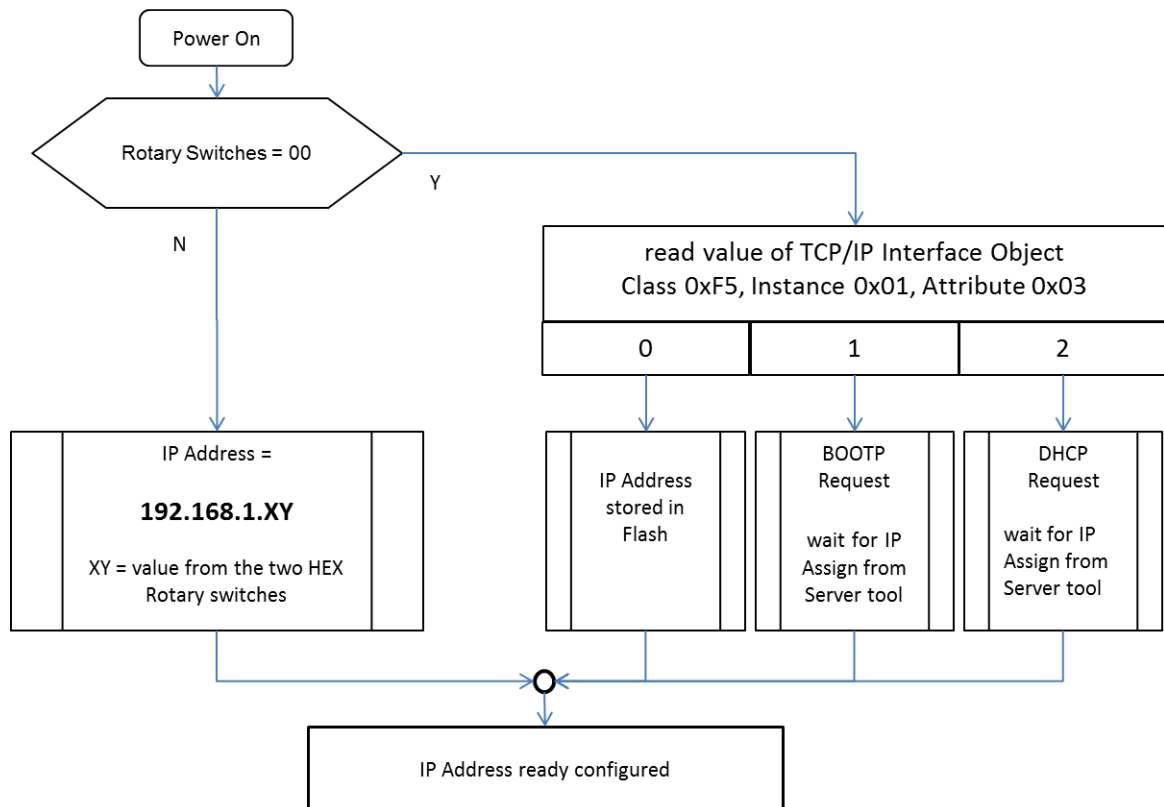 Power On
Rotary Switches = 00
Y
N
read value of TCP/IP Interface Object
Class 0xF5, Instance 0x01, Attribute 0x03
0
1
2
IP Address =
192.168.1.XY
XY = value from the two HEX
Rotary switches
IP Address
stored in
Flash
BOOTP
Request
wait for IP
Assign from
Server tool
DHCP
Request
wait for IP
Assign from
Server tool
IP Address ready configured